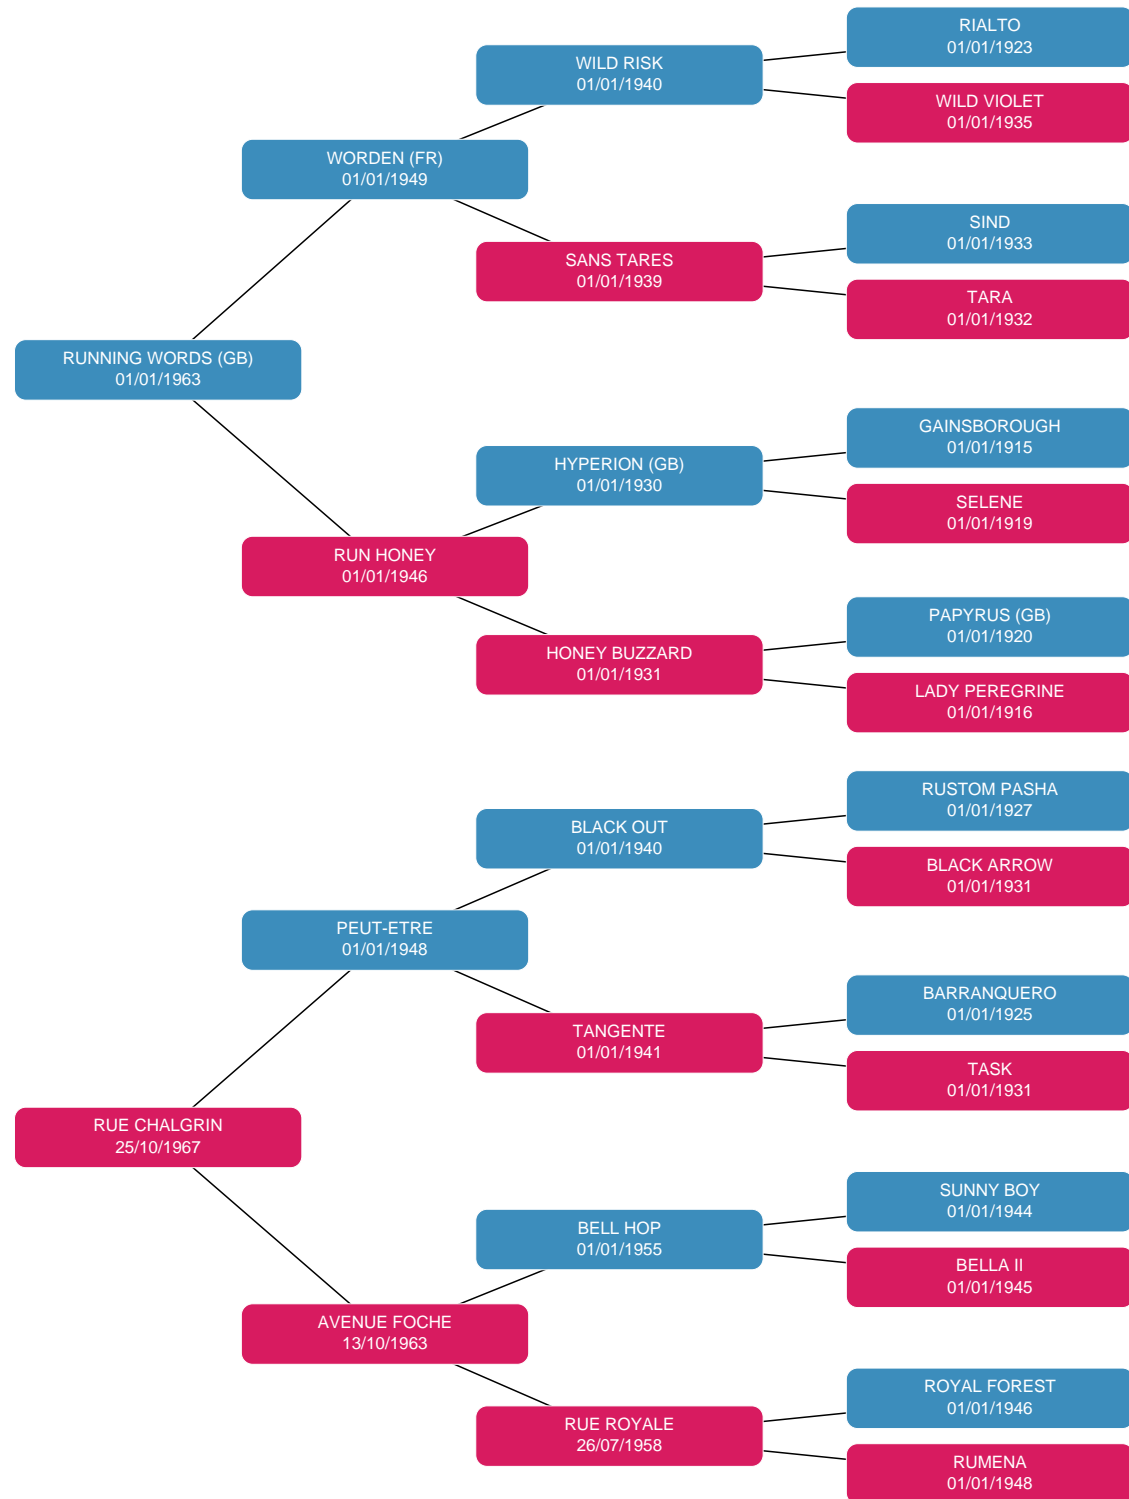 RIALTO
01/01/1923
WILD RISK
01/01/1940
WILD VIOLET
01/01/1935
WORDEN (FR)
01/01/1949
SIND
01/01/1933
SANS TARES
01/01/1939
TARA
01/01/1932
RUNNING WORDS (GB)
01/01/1963
GAINSBOROUGH
01/01/1915
HYPERION (GB)
01/01/1930
SELENE
01/01/1919
RUN HONEY
01/01/1946
PAPYRUS (GB)
01/01/1920
HONEY BUZZARD
01/01/1931
LADY PEREGRINE
01/01/1916
RUSTOM PASHA
01/01/1927
BLACK OUT
01/01/1940
BLACK ARROW
01/01/1931
PEUT-ETRE
01/01/1948
BARRANQUERO
01/01/1925
TANGENTE
01/01/1941
TASK
01/01/1931
RUE CHALGRIN
25/10/1967
SUNNY BOY
01/01/1944
BELL HOP
01/01/1955
BELLA II
01/01/1945
AVENUE FOCHE
13/10/1963
ROYAL FOREST
01/01/1946
RUE ROYALE
26/07/1958
RUMENA
01/01/1948